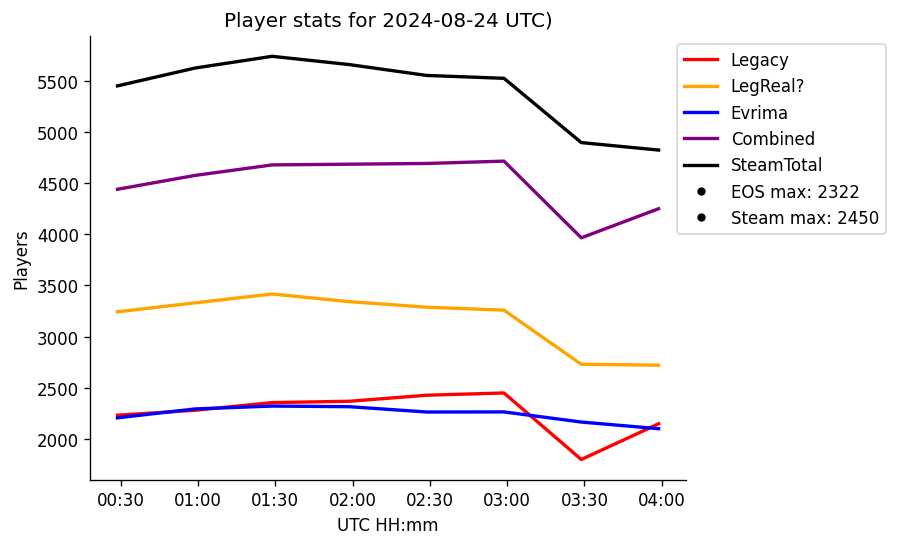 Player stats for 2024-08-24 UTC)
Legacy
LegReal?
Evrima
Combined
SteamTotal
EOS max: 2322
Steam max: 2450
Players
5500
5000
4500
4000
3500
3000
2500
2000
00:30 01:00 01:30 02:00 02:30 03:00 03:30 04:00
UTC HH:mm